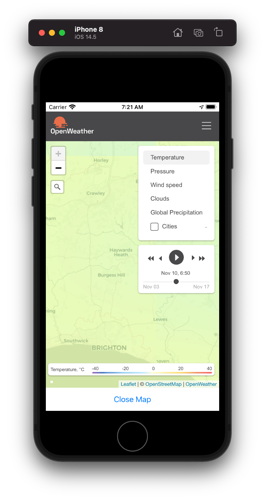 iPhone 8
iOS 14.5
Carrier
7:21 AM
OpenWeather
Temperature
Pressure
Wind speed
Clouds
Global Precipitation
Cities
Horley
Crawley
Haywards Heath
Burgess Hill
Lewes
Southwick
BRIGHTON
Nov 10, 6:50
Nov 03
Nov 17
Temperature, °C
-40
-20
0
20
40
Leaflet | © OpenStreetMap | OpenWeather
Close Map